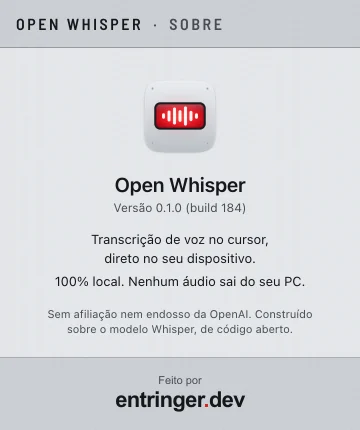 OPEN WHISPER · SOBRE
Open Whisper
Versão 0.1.0 (build 184)
Transcrição de voz no cursor,
direto no seu dispositivo.
100% local. Nenhum áudio sai do seu PC.
Sem afiliação nem endosso da OpenAI. Construído
sobre o modelo Whisper, de código aberto.
Feito por
entringer.dev